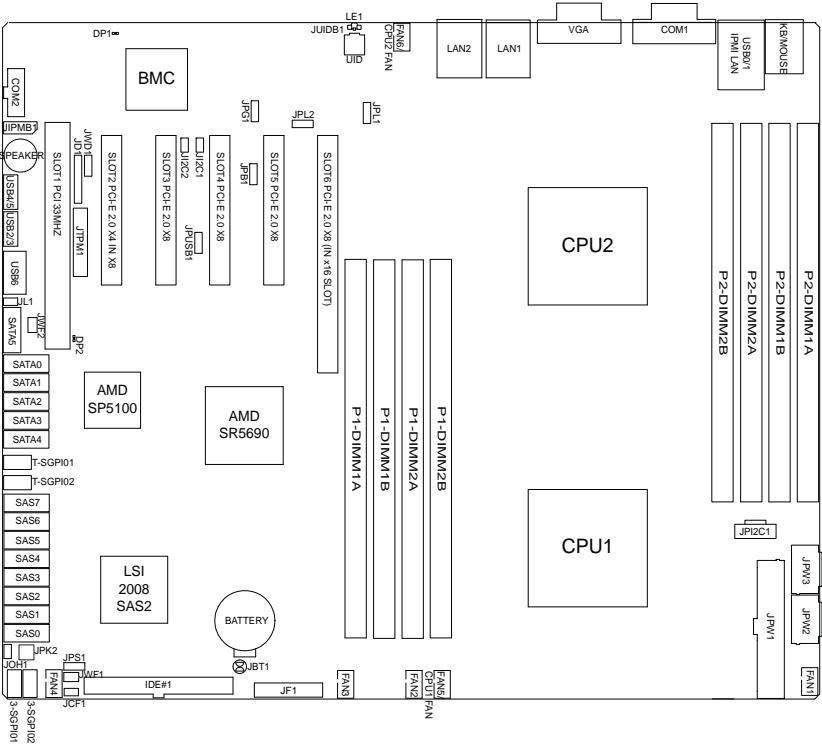 LE1
JUIDB1
UID
FAN6/
CPU2 FAN
LAN2
LAN1
VGA
COM1
USB0/1
IPMI LAN
KB/MOUSE
DP1
BMC
COM2
JIPMB1
SPEAKER
USB4/5
USB2/3
USB6
JL1
SATA5
JWF2
DP2
SLOT1 PCI 33MHZ
JD1
JWD1
JTPM1
SLOT2 PCI-E 2.0 X4 IN X8
SLOT3 PCI-E 2.0 X8
JI2C2
JI2C1
JPUSB1
SLOT4 PCI-E 2.0 X8
JPG1
JPB1
SLOT5 PCI-E 2.0 X8
JPL2
SLOT6 PCI-E 2.0 X8 (IN x16 SLOT)
JPL1
CPU2
P2-DIMM2B
P2-DIMM2A
P2-DIMM1B
P2-DIMM1A
SATA0
SATA1
SATA2
SATA3
SATA4
AMD
SP5100
AMD
SR5690
P1-DIMM1A
P1-DIMM1B
P1-DIMM2A
P1-DIMM2B
T-SGPI01
T-SGPI02
SAS7
SAS6
SAS5
SAS4
SAS3
SAS2
SAS1
SAS0
LSI
2008
SAS2
BATTERY
JBT1
CPU1
JPI2C1
JPW3
JPW2
JPW1
JOH1
JPK2
JPS1
JWF1
JCF1
FAN4
IDE#1
JF1
FAN3
FAN2
FAN5/
CPU1 FAN
FAN1
3-SGPI01
3-SGPI02